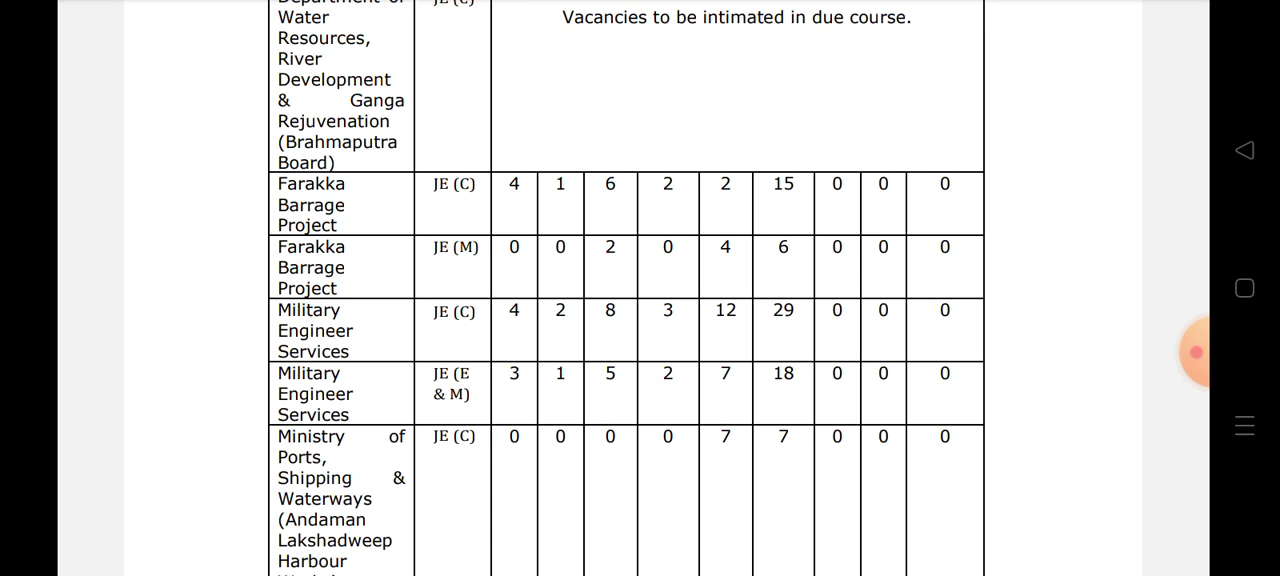 Department of
JE (C)
Water
Resources,
River
Development
& Ganga
Rejuvenation
(Brahmaputra
Board)
Vacancies to be intimated in due course.
Farakka
Barrage
Project
JE (C) 4 1 6 2 2 15 0 0 0
Farakka
Barrage
Project
JE (M) 0 0 2 0 4 6 0 0 0
Military
Engineer
Services
JE (C) 4 2 8 3 12 29 0 0 0
Military
Engineer
Services
JE (E
& M)
3 1 5 2 7 18 0 0 0
Ministry of
Ports,
Shipping &
Waterways
(Andaman
Lakshadweep
Harbour
JE (C) 0 0 0 0 7 7 0 0 0